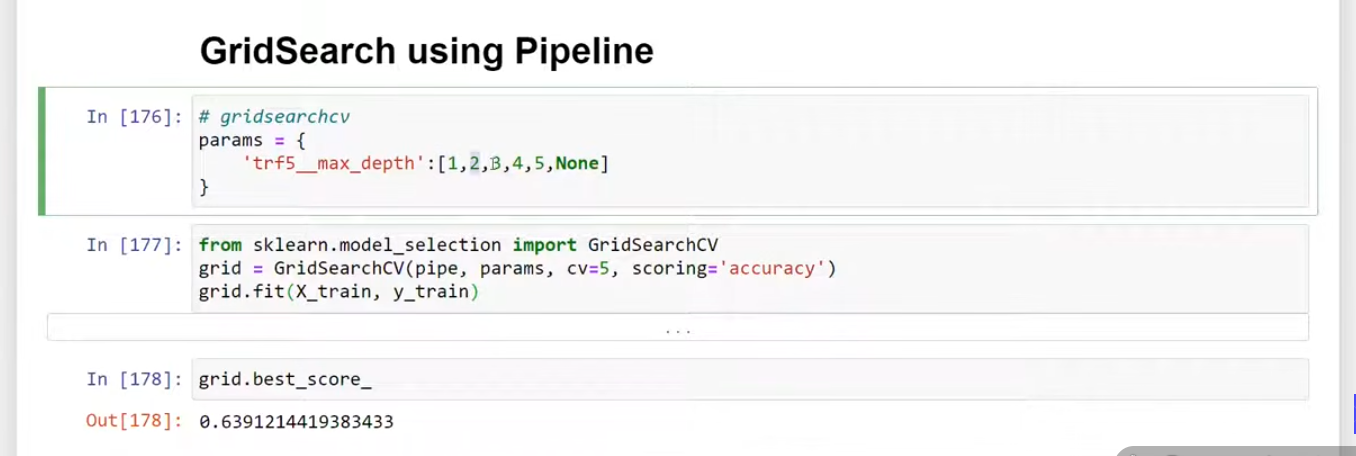 GridSearch using Pipeline
In [176]: # gridsearchcv
params = {
'trf5__max_depth':[1,2,3,4,5,None]
}
In [177]: from sklearn.model_selection import GridSearchCV
grid = GridSearchCV(pipe, params, cv=5, scoring='accuracy')
grid.fit(X_train, y_train)
...
In [178]: grid.best_score_
Out[178]: 0.6391214419383433